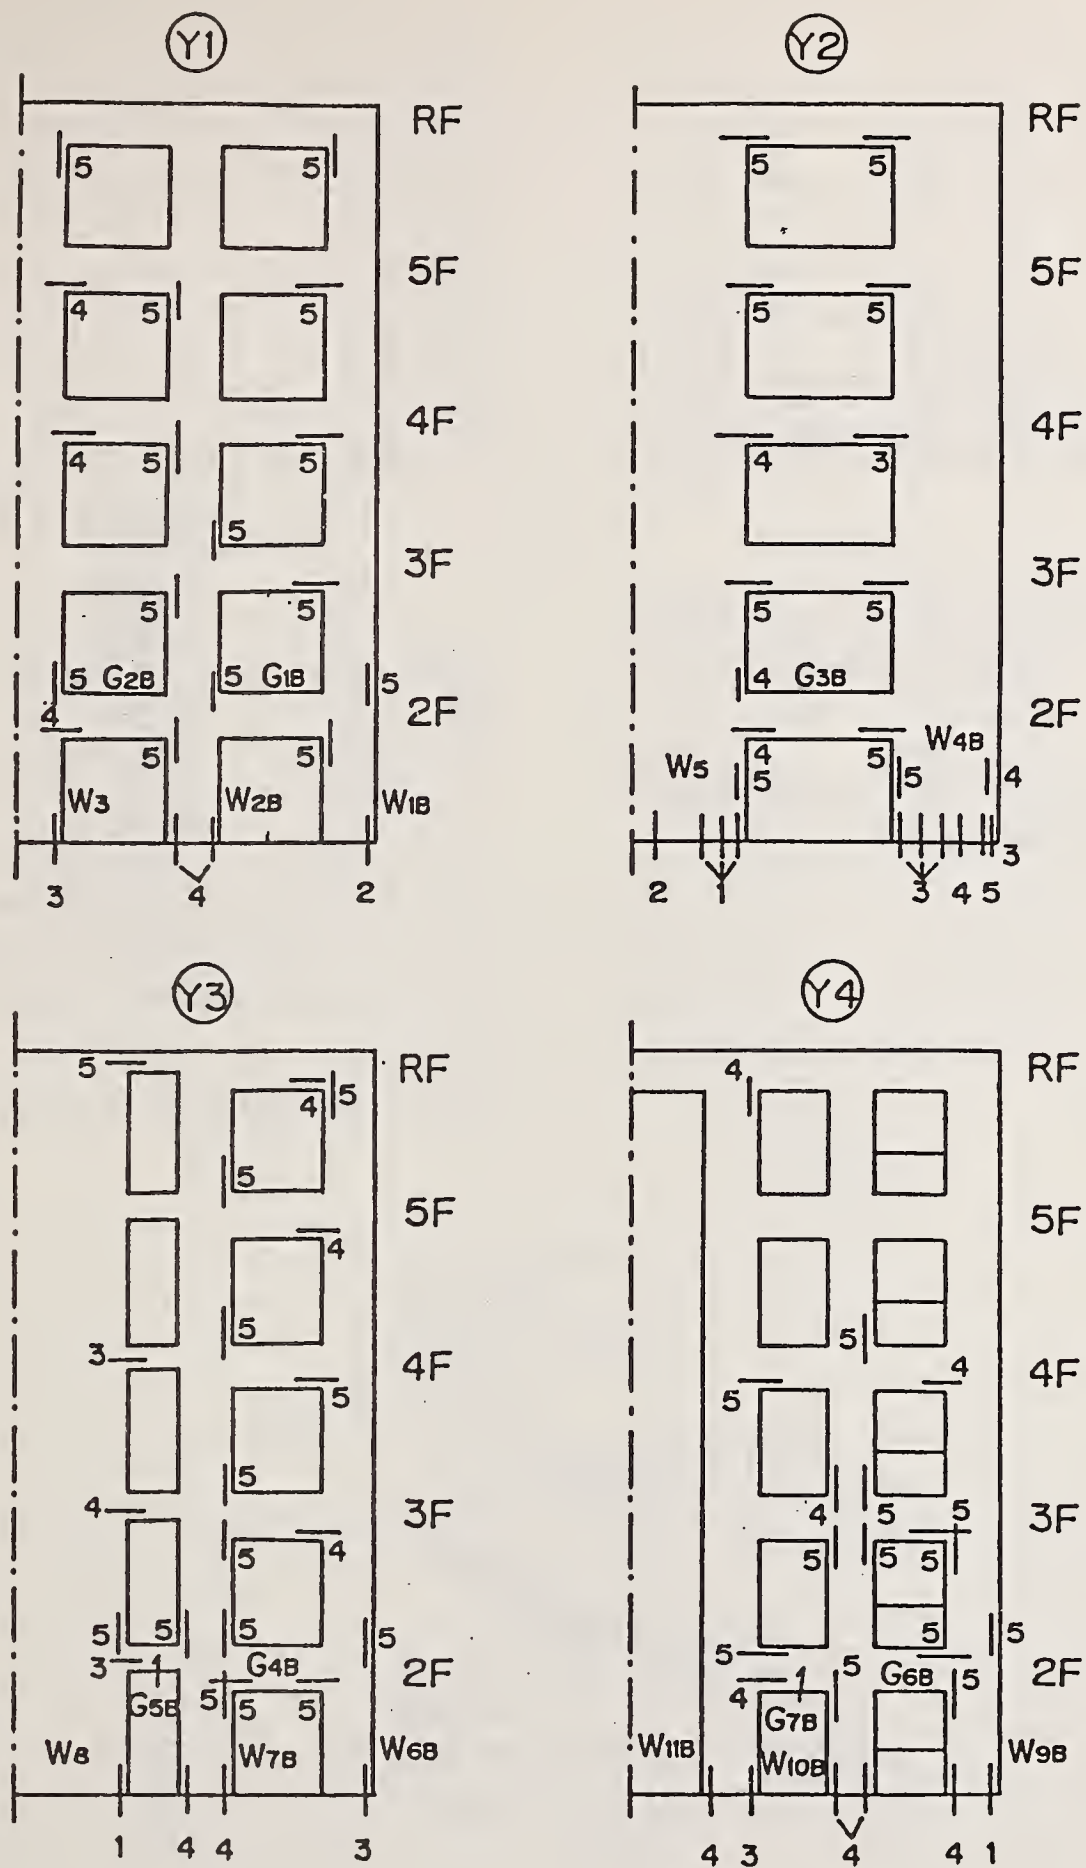 Y1 Y2
RF RF
5 5 5 5
5F 5F
4 5 5 5 5
4F 4F
4 5 5 4 3
5
3F 3F
5 5 5 5
5 G2B 5 G1B 5 4 G3B
2F 2F
4
5 5 4 5 W4B
W5 5 5 4
W3 W2B W1B
3
3 4 2 2 1 3 4 5
Y3 Y4
5 RF 4 RF
4 5
5
5F 5F
4
5 5
3 4F 4 4F
5 5
5
4 3F 4 5 5 3F
5 4 5 5 5
5 5 5 5 5 5
3 1 G4B 2F 5 5 G6B 2F
G5B 5 4 1 5
5 5 G7B
W8 W7B W6B W11B W10B W9B
1 4 4 3 4 3 4 4 1